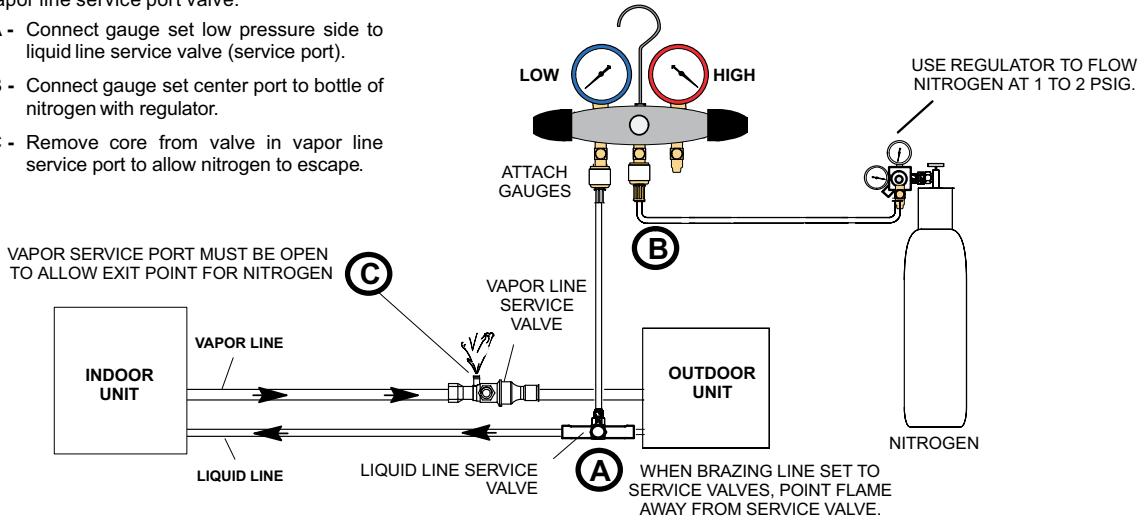 vapor line service port valve.
A - Connect gauge set low pressure side to
liquid line service valve (service port).
B - Connect gauge set center port to bottle of
nitrogen with regulator.
C - Remove core from valve in vapor line
service port to allow nitrogen to escape.
LOW
HIGH
USE REGULATOR TO FLOW
NITROGEN AT 1 TO 2 PSIG.
ATTACH
GAUGES
B
VAPOR SERVICE PORT MUST BE OPEN
TO ALLOW EXIT POINT FOR NITROGEN
C
VAPOR LINE
SERVICE
VALVE
INDOOR
UNIT
VAPOR LINE
OUTDOOR
UNIT
NITROGEN
LIQUID LINE
LIQUID LINE SERVICE
VALVE
A
WHEN BRAZING LINE SET TO
SERVICE VALVES, POINT FLAME
AWAY FROM SERVICE VALVE.